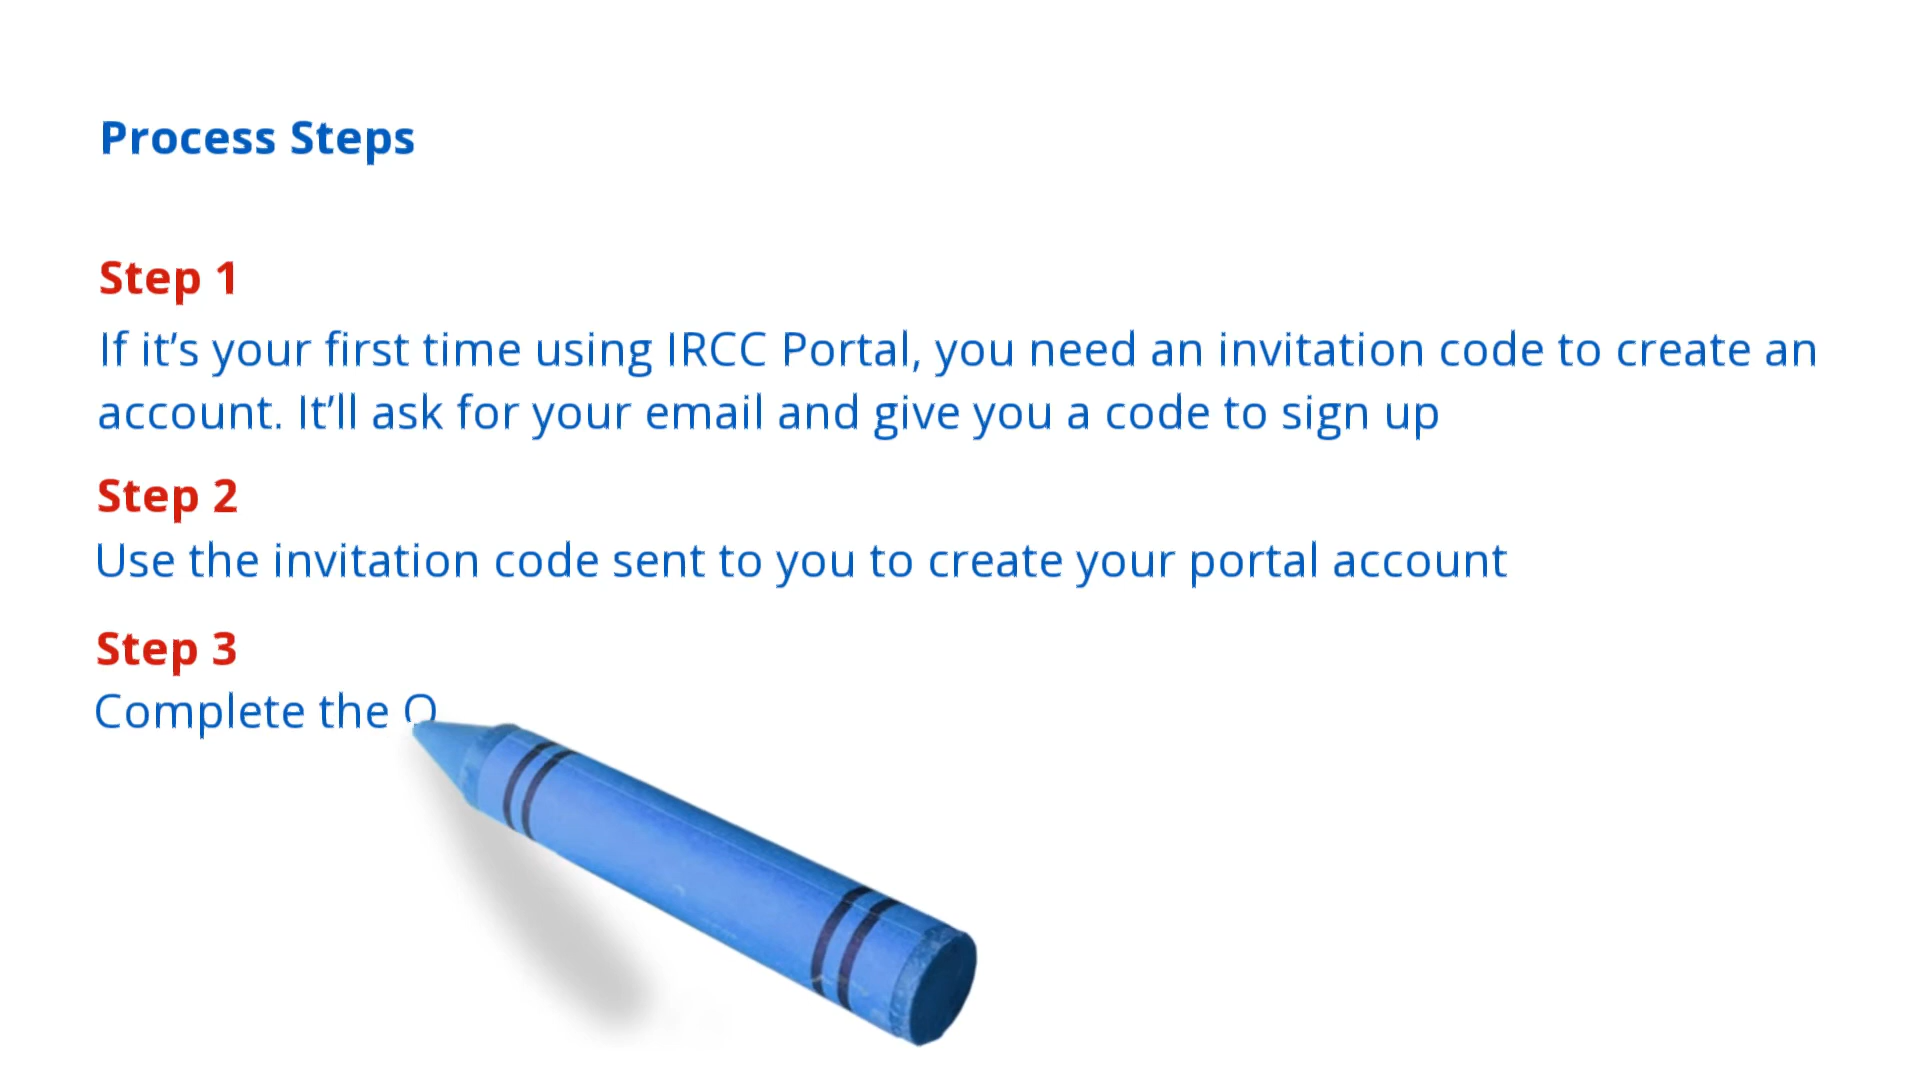 Process Steps
Step 1
If it’s your first time using IRCC Portal, you need an invitation code to create an
account. It’ll ask for your email and give you a code to sign up
Step 2
Use the invitation code sent to you to create your portal account
Step 3
Complete the